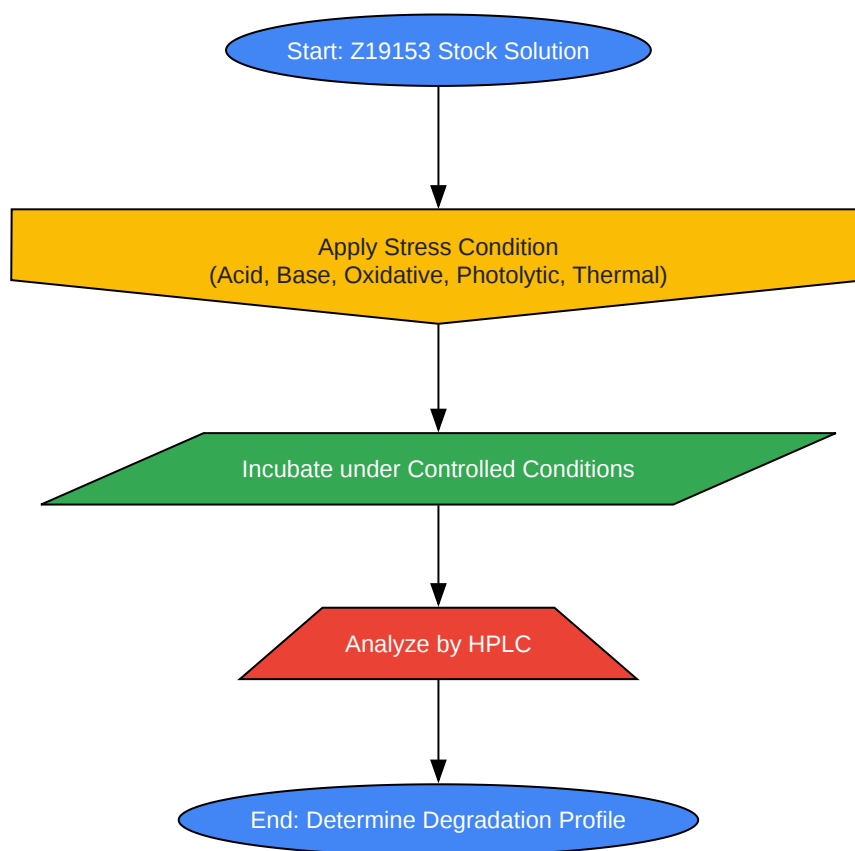 Start: Z19153 Stock Solution
Apply Stress Condition
(Acid, Base, Oxidative, Photolytic, Thermal)
Incubate under Controlled Conditions
Analyze by HPLC
End: Determine Degradation Profile